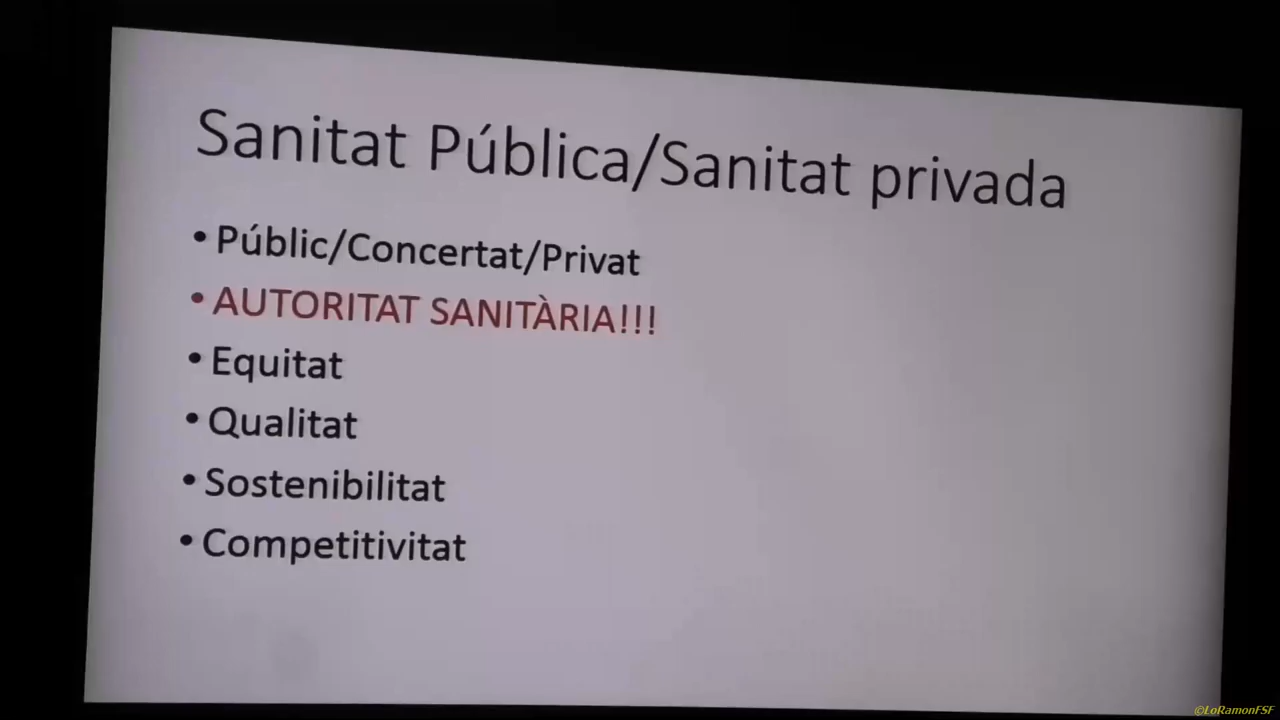 Sanitat Pública/Sanitat privada
• Públic/Concertat/Privat
• AUTORITAT SANITÀRIA!!!
• Equitat
• Qualitat
• Sostenibilitat
• Competitivitat
©LoRamonFSF